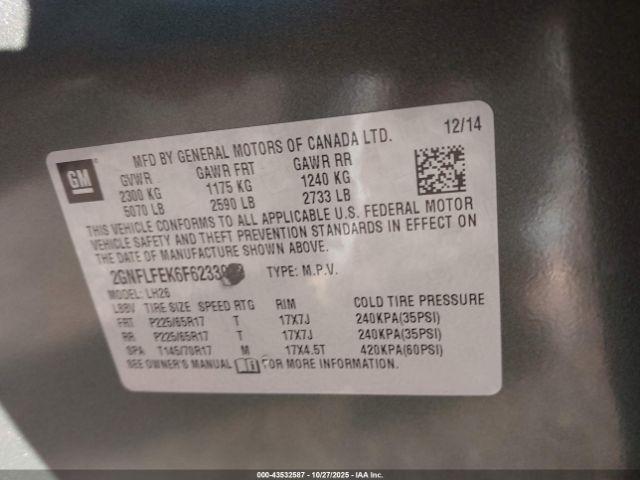 12/14
GM
MFD BY GENERAL MOTORS OF CANADA LTD.
GVWR GAWR FRT GAWR RR
2300 KG 1175 KG 1240 KG
5070 LB 2590 LB 2733 LB
THIS VEHICLE CONFORMS TO ALL APPLICABLE U.S. FEDERAL MOTOR
VEHICLE SAFETY AND THEFT PREVENTION STANDARDS IN EFFECT ON
THE DATE OF MANUFACTURE SHOWN ABOVE.
TYPE: M.P.V.
MODEL: LH26
LBBV TIRE SIZE SPEED RTG RIM COLD TIRE PRESSURE
FRT P225/65R17 T 17X7J 240KPA(35PSI)
RR P225/65R17 T 17X7J 240KPA(35PSI)
SPA T145/70R17 M 17X4.5T 420KPA(60PSI)
SEE OWNER'S MANUAL FOR MORE INFORMATION.
000-43532587 - 10/27/2025 - IAA Inc.